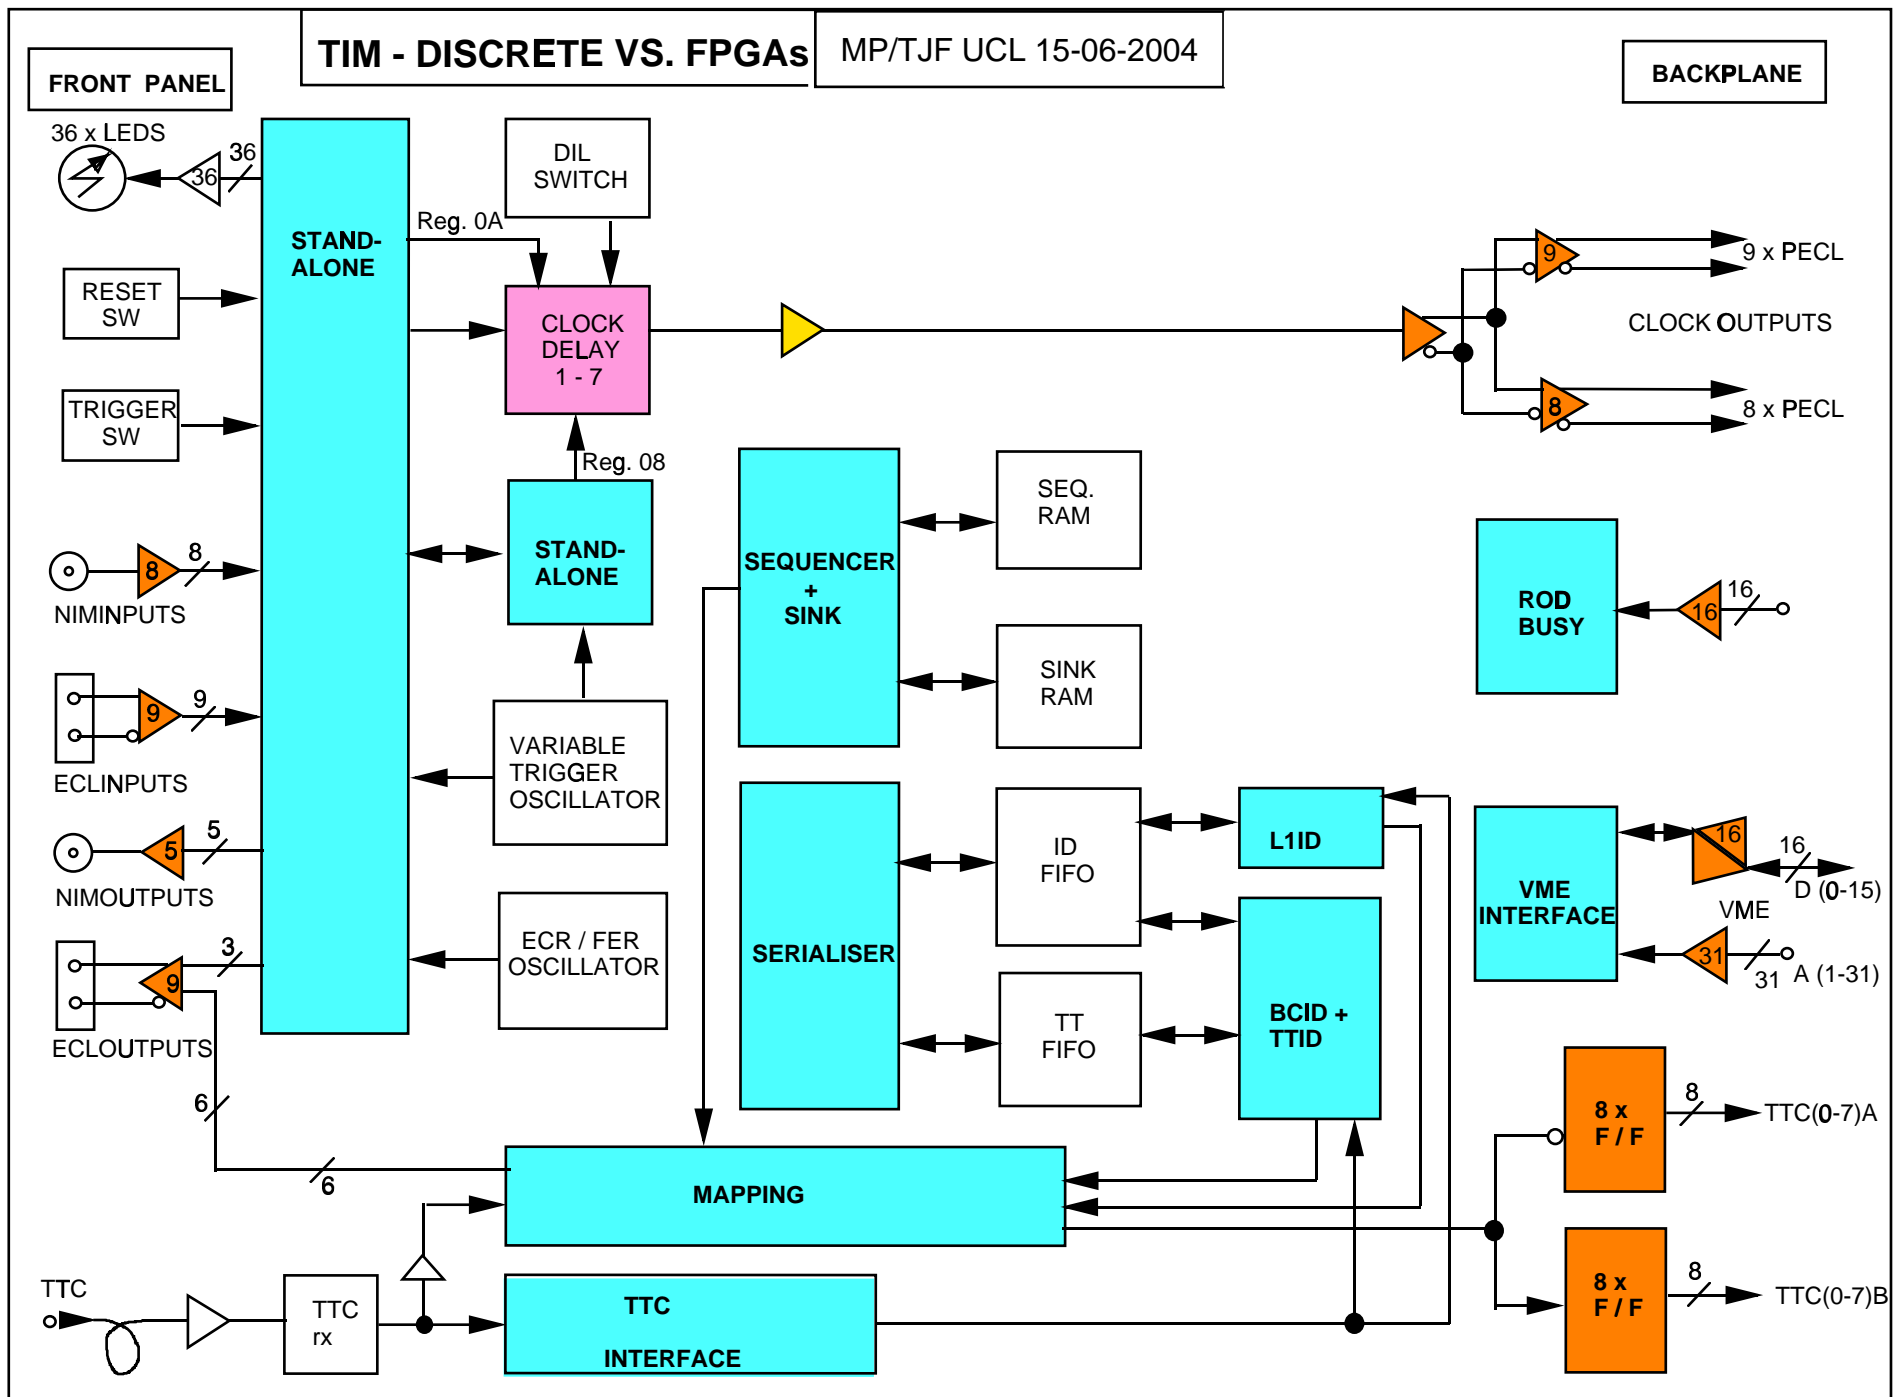 TIM - DISCRETE VS. FPGAs
MP/TJF UCL 15-06-2004
FRONT PANEL
BACKPLANE
36 x LEDS
36
36
STAND-
ALONE
Reg. 0A
DIL
SWITCH
RESET
SW
CLOCK
DELAY
1 - 7
9
9 x PECL
CLOCK OUTPUTS
8
8 x PECL
TRIGGER
SW
Reg. 08
STAND-
ALONE
8
8
NIMINPUTS
SEQUENCER
+
SINK
SEQ.
RAM
SINK
RAM
ROD
BUSY
16
16
9
9
ECLINPUTS
VARIABLE
TRIGGER
OSCILLATOR
5
5
NIMOUTPUTS
SERIALISER
ID
FIFO
L1ID
VME
INTERFACE
16
16
D (0-15)
VME
31
31
A (1-31)
ECR / FER
OSCILLATOR
3
9
ECLOUTPUTS
TT
FIFO
BCID +
TTID
6
6
MAPPING
8 x
F / F
8
TTC(0-7)A
TTC
TTC
rx
TTC
INTERFACE
8 x
F / F
8
TTC(0-7)B